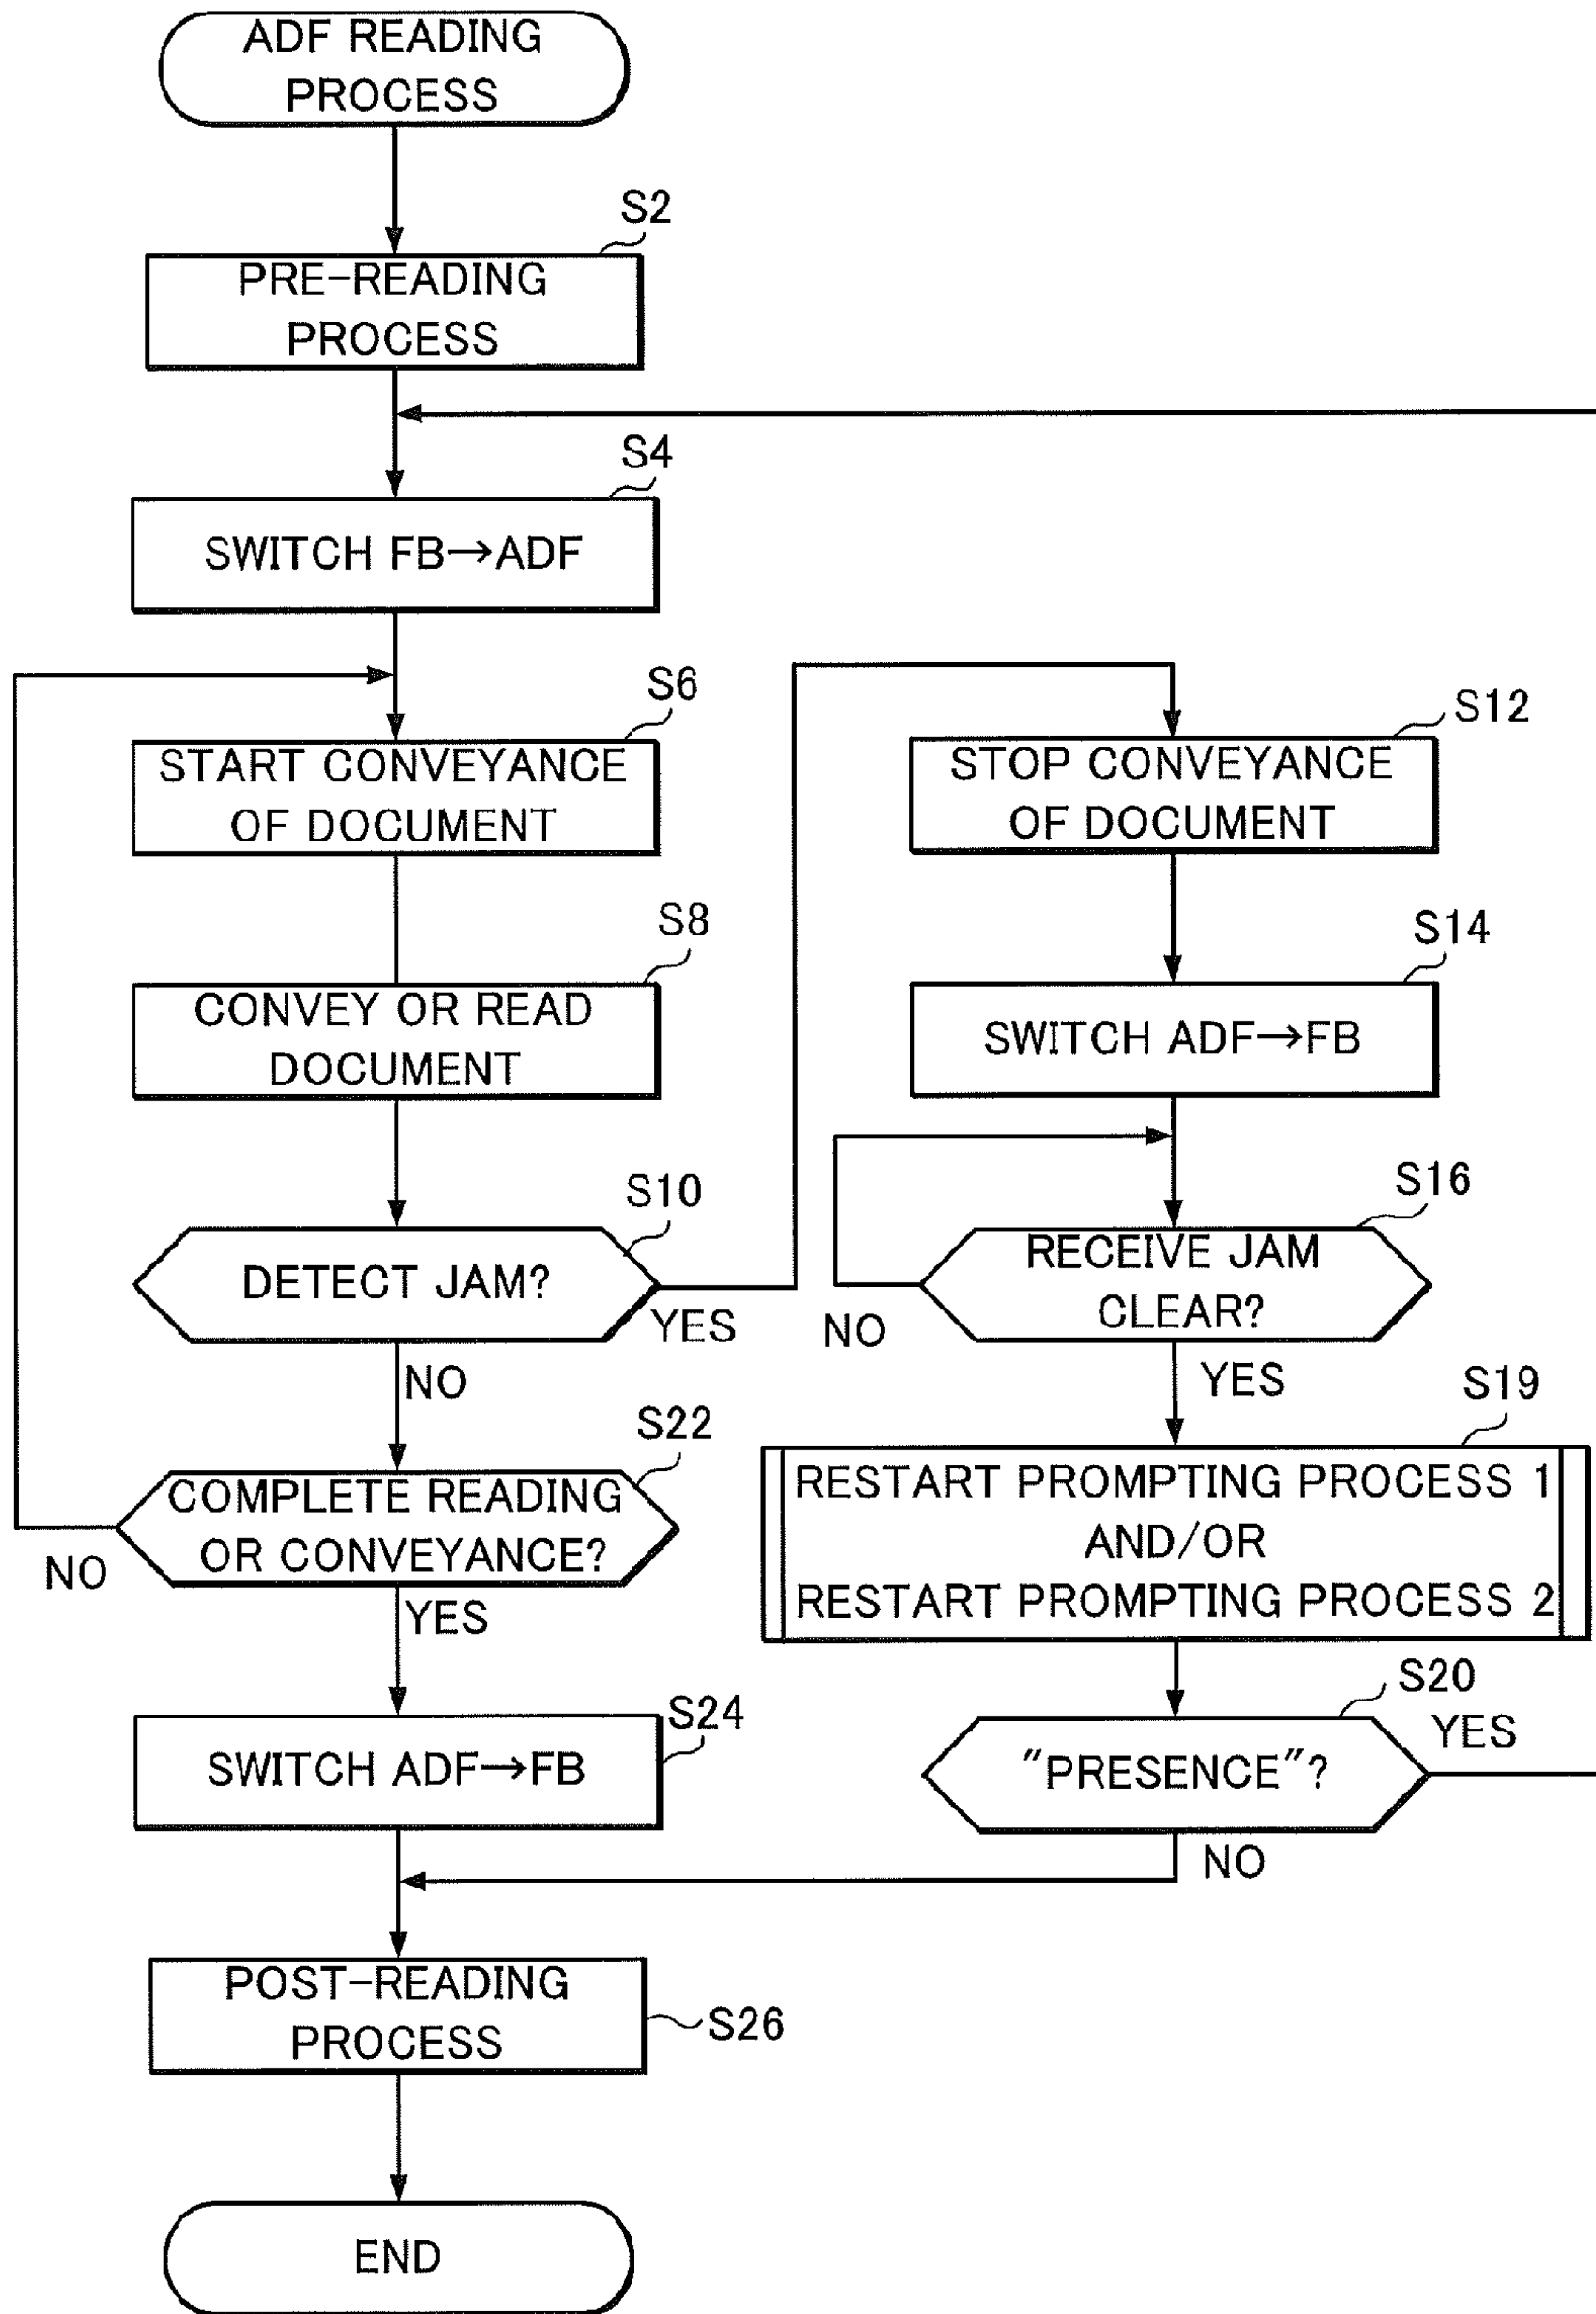 ADF READING
PROCESS
S2
PRE-READING
PROCESS
S4
SWITCH FB→ADF
S6
START CONVEYANCE
OF DOCUMENT
S8
CONVEY OR READ
DOCUMENT
S10
DETECT JAM?
YES
NO
S12
STOP CONVEYANCE
OF DOCUMENT
S14
SWITCH ADF→FB
S16
RECEIVE JAM
CLEAR?
NO
YES
S19
RESTART PROMPTING PROCESS 1
AND/OR
RESTART PROMPTING PROCESS 2
S20
"PRESENCE"?
YES
NO
S22
COMPLETE READING
OR CONVEYANCE?
NO
YES
S24
SWITCH ADF→FB
POST-READING
PROCESS
S26
END